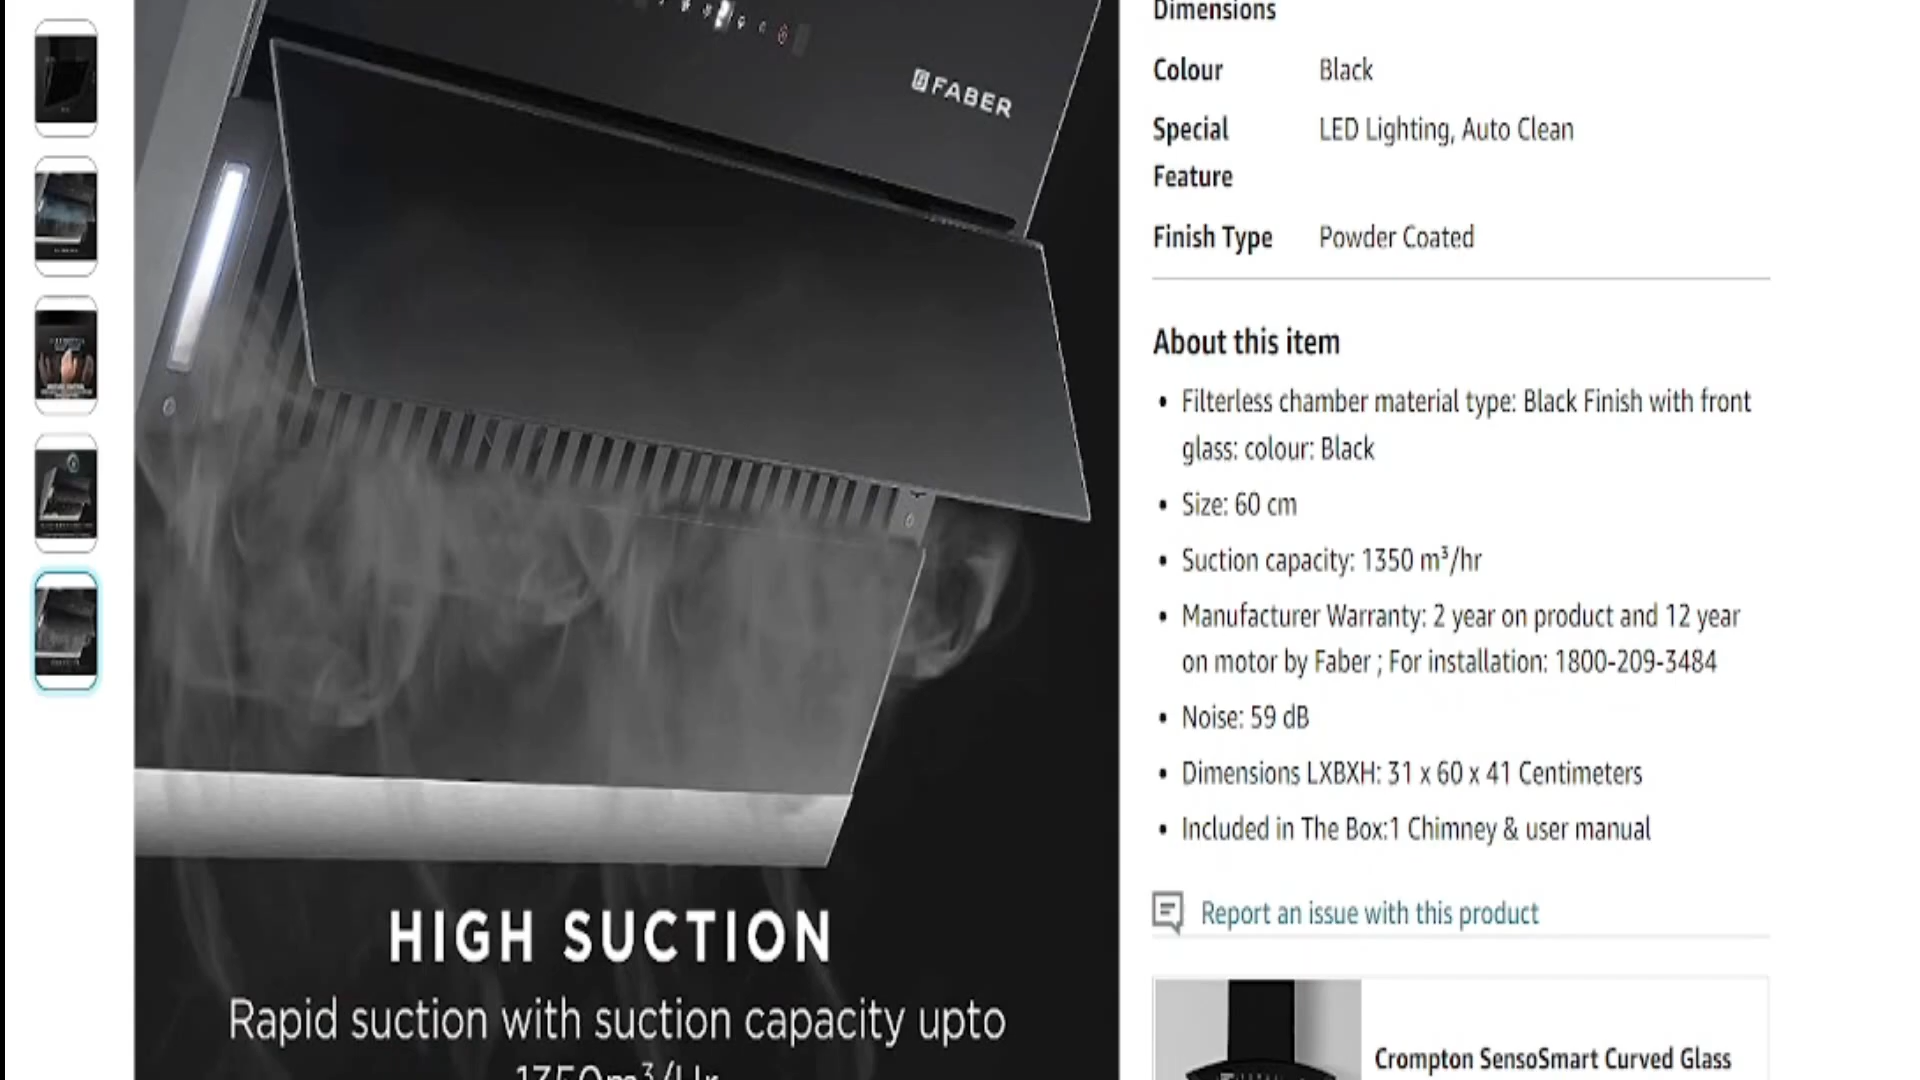 FABER
HIGH SUCTION
Rapid suction with suction capacity upto
1350m³/Hr
Dimensions
Colour Black
Special LED Lighting, Auto Clean
Feature
Finish Type Powder Coated
About this item
• Filterless chamber material type: Black Finish with front
glass: colour: Black
• Size: 60 cm
• Suction capacity: 1350 m³/hr
• Manufacturer Warranty: 2 year on product and 12 year
on motor by Faber ; For installation: 1800-209-3484
• Noise: 59 dB
• Dimensions LXBXH: 31 x 60 x 41 Centimeters
• Included in The Box:1 Chimney & user manual
Report an issue with this product
Crompton SensoSmart Curved Glass